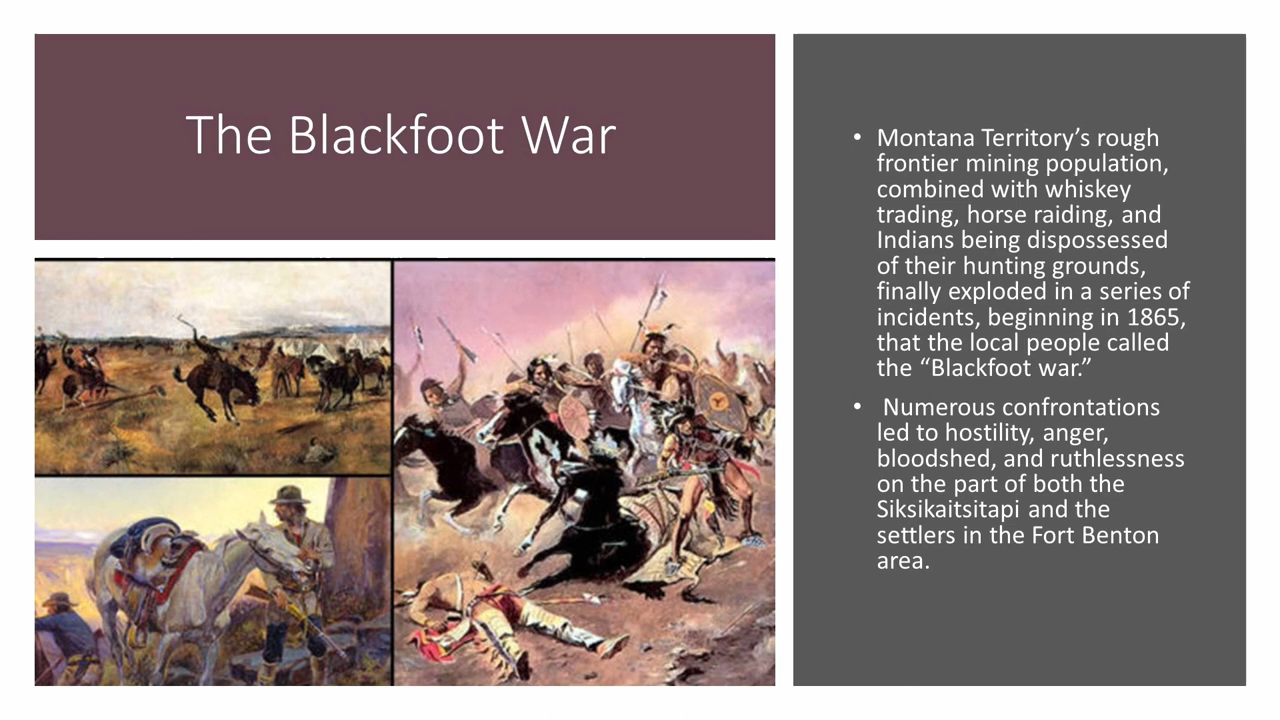 The Blackfoot War
• Montana Territory’s rough
frontier mining population,
combined with whiskey
trading, horse raiding, and
Indians being dispossessed
of their hunting grounds,
finally exploded in a series of
incidents, beginning in 1865,
that the local people called
the “Blackfoot war.”
• Numerous confrontations
led to hostility, anger,
bloodshed, and ruthlessness
on the part of both the
Siksikaitsitapi and the
settlers in the Fort Benton
area.